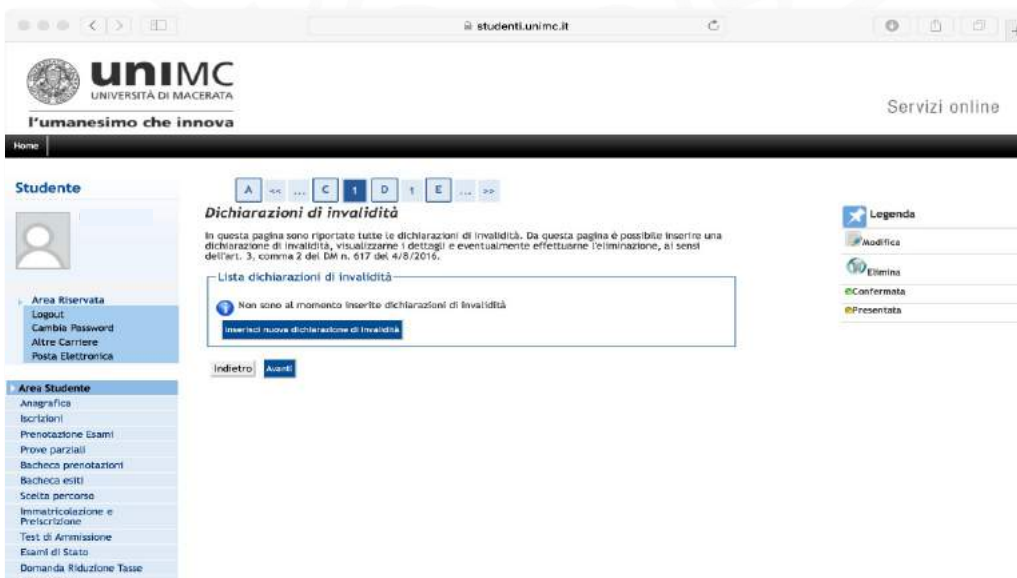 studenti.unimc.it
unIMC
UNIVERSITÀ DI MACERATA
l'umanesimo che innova
Servizi online
Home
Studente
Area Riservata
Logout
Cambia Password
Altre Carriere
Posta Elettronica
Area Studente
Anagrafica
Iscrizioni
Prenotazione Esami
Prove parziali
Bacheca prenotazioni
Bacheca esiti
Scelta percorso
Immatricolazione e
Preiscrizione
Test di Ammissione
Esami di Stato
Domanda Riduzione Tasse
A << ... C 1 D 1 E ... >>
Dichiarazioni di invalidità
In questa pagina sono riportate tutte le dichiarazioni di invalidità. Da questa pagina è possibile inserire una
dichiarazione di invalidità, visualizzarne i dettagli e eventualmente effettuarne l'eliminazione, ai sensi
dell'art. 3, comma 2 del DM n. 617 del 4/8/2016.
Lista dichiarazioni di invalidità
Non sono al momento inserite dichiarazioni di invalidità
Inserisci nuova dichiarazione di invalidità
Indietro Avanti
Legenda
Modifica
Elimina
Confermata
Presentata